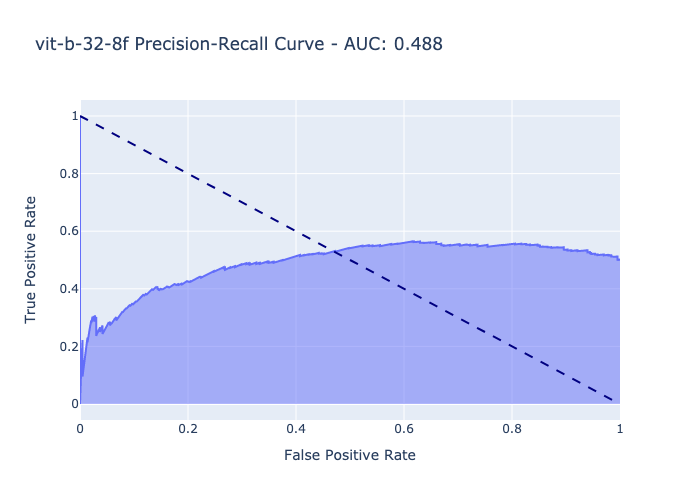 vit-b-32-8f Precision-Recall Curve - AUC: 0.488
1
0.8
0.6
0.4
0.2
0
True Positive Rate
0 0.2 0.4 0.6 0.8 1
False Positive Rate